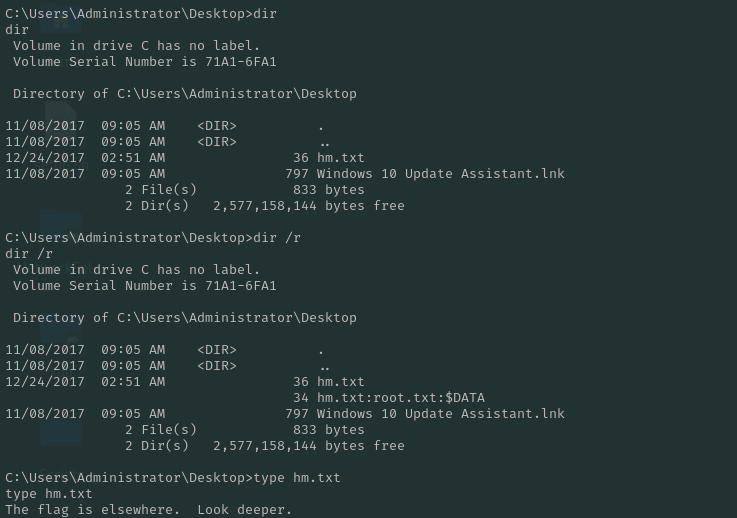 C:\Users\Administrator\Desktop>dir
dir
 Volume in drive C has no label.
 Volume Serial Number is 71A1-6FA1

 Directory of C:\Users\Administrator\Desktop

11/08/2017  09:05 AM    <DIR>          .
11/08/2017  09:05 AM    <DIR>          ..
12/24/2017  02:51 AM                36 hm.txt
11/08/2017  09:05 AM               797 Windows 10 Update Assistant.lnk
               2 File(s)            833 bytes
               2 Dir(s)   2,577,158,144 bytes free

C:\Users\Administrator\Desktop>dir /r
dir /r
 Volume in drive C has no label.
 Volume Serial Number is 71A1-6FA1

 Directory of C:\Users\Administrator\Desktop

11/08/2017  09:05 AM    <DIR>          .
11/08/2017  09:05 AM    <DIR>          ..
12/24/2017  02:51 AM                36 hm.txt
                                    34 hm.txt:root.txt:$DATA
11/08/2017  09:05 AM               797 Windows 10 Update Assistant.lnk
               2 File(s)            833 bytes
               2 Dir(s)   2,577,158,144 bytes free

C:\Users\Administrator\Desktop>type hm.txt
type hm.txt
The flag is elsewhere.  Look deeper.